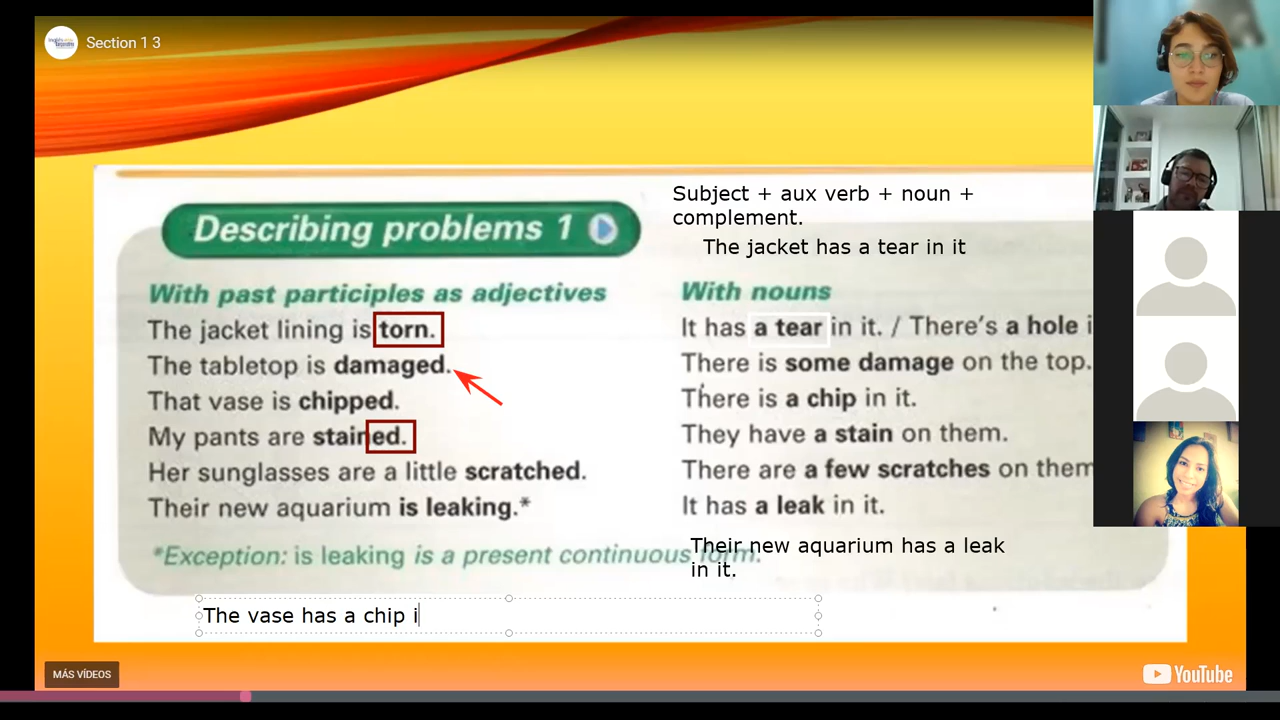 Section 1 3
Subject + aux verb + noun +
complement.
The jacket has a tear in it
Describing problems 1
With past participles as adjectives
The jacket lining is torn.
The tabletop is damaged.
That vase is chipped.
My pants are stained.
Her sunglasses are a little scratched.
Their new aquarium is leaking.*
*Exception: is leaking is a present continuous form.
With nouns
It has a tear in it. / There's a hole i
There is some damage on the top.
There is a chip in it.
They have a stain on them.
There are a few scratches on them
It has a leak in it.
Their new aquarium has a leak
in it.
The vase has a chip i
MÁS VÍDEOS
YouTube